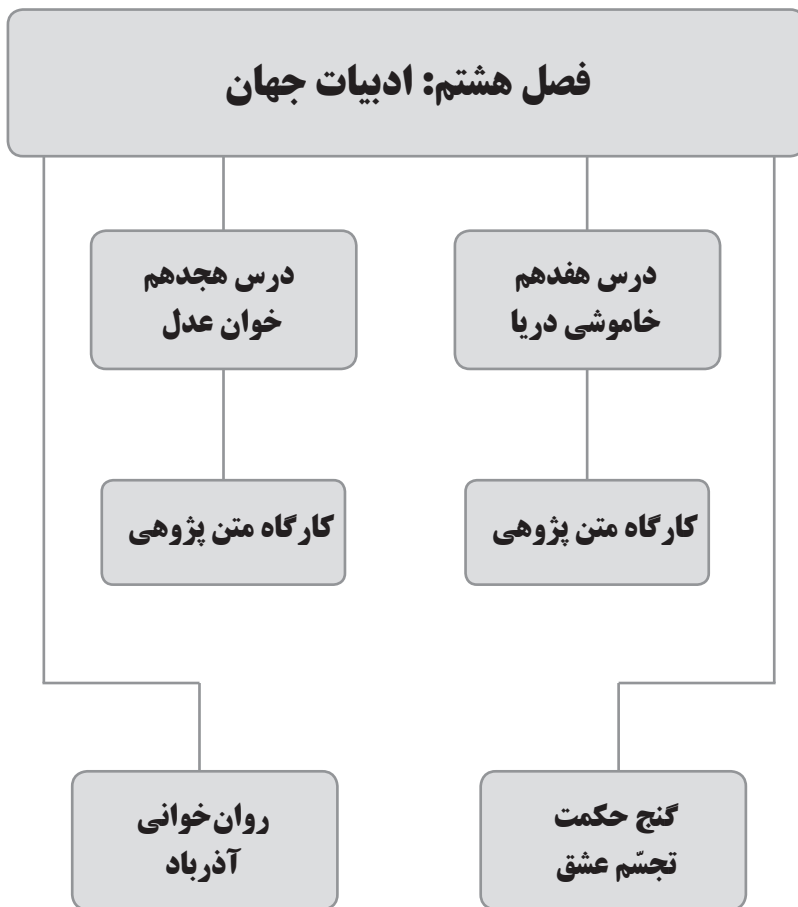 فصل هشتم: ادبیات جهان
درس هفدهم
خاموشی دریا
درس هجدهم
خوان عدل
کارگاه متن پژوهی
کارگاه متن پژوهی
گنج حکمت
تجسّم عشق
روان‌خوانی
آذرباد